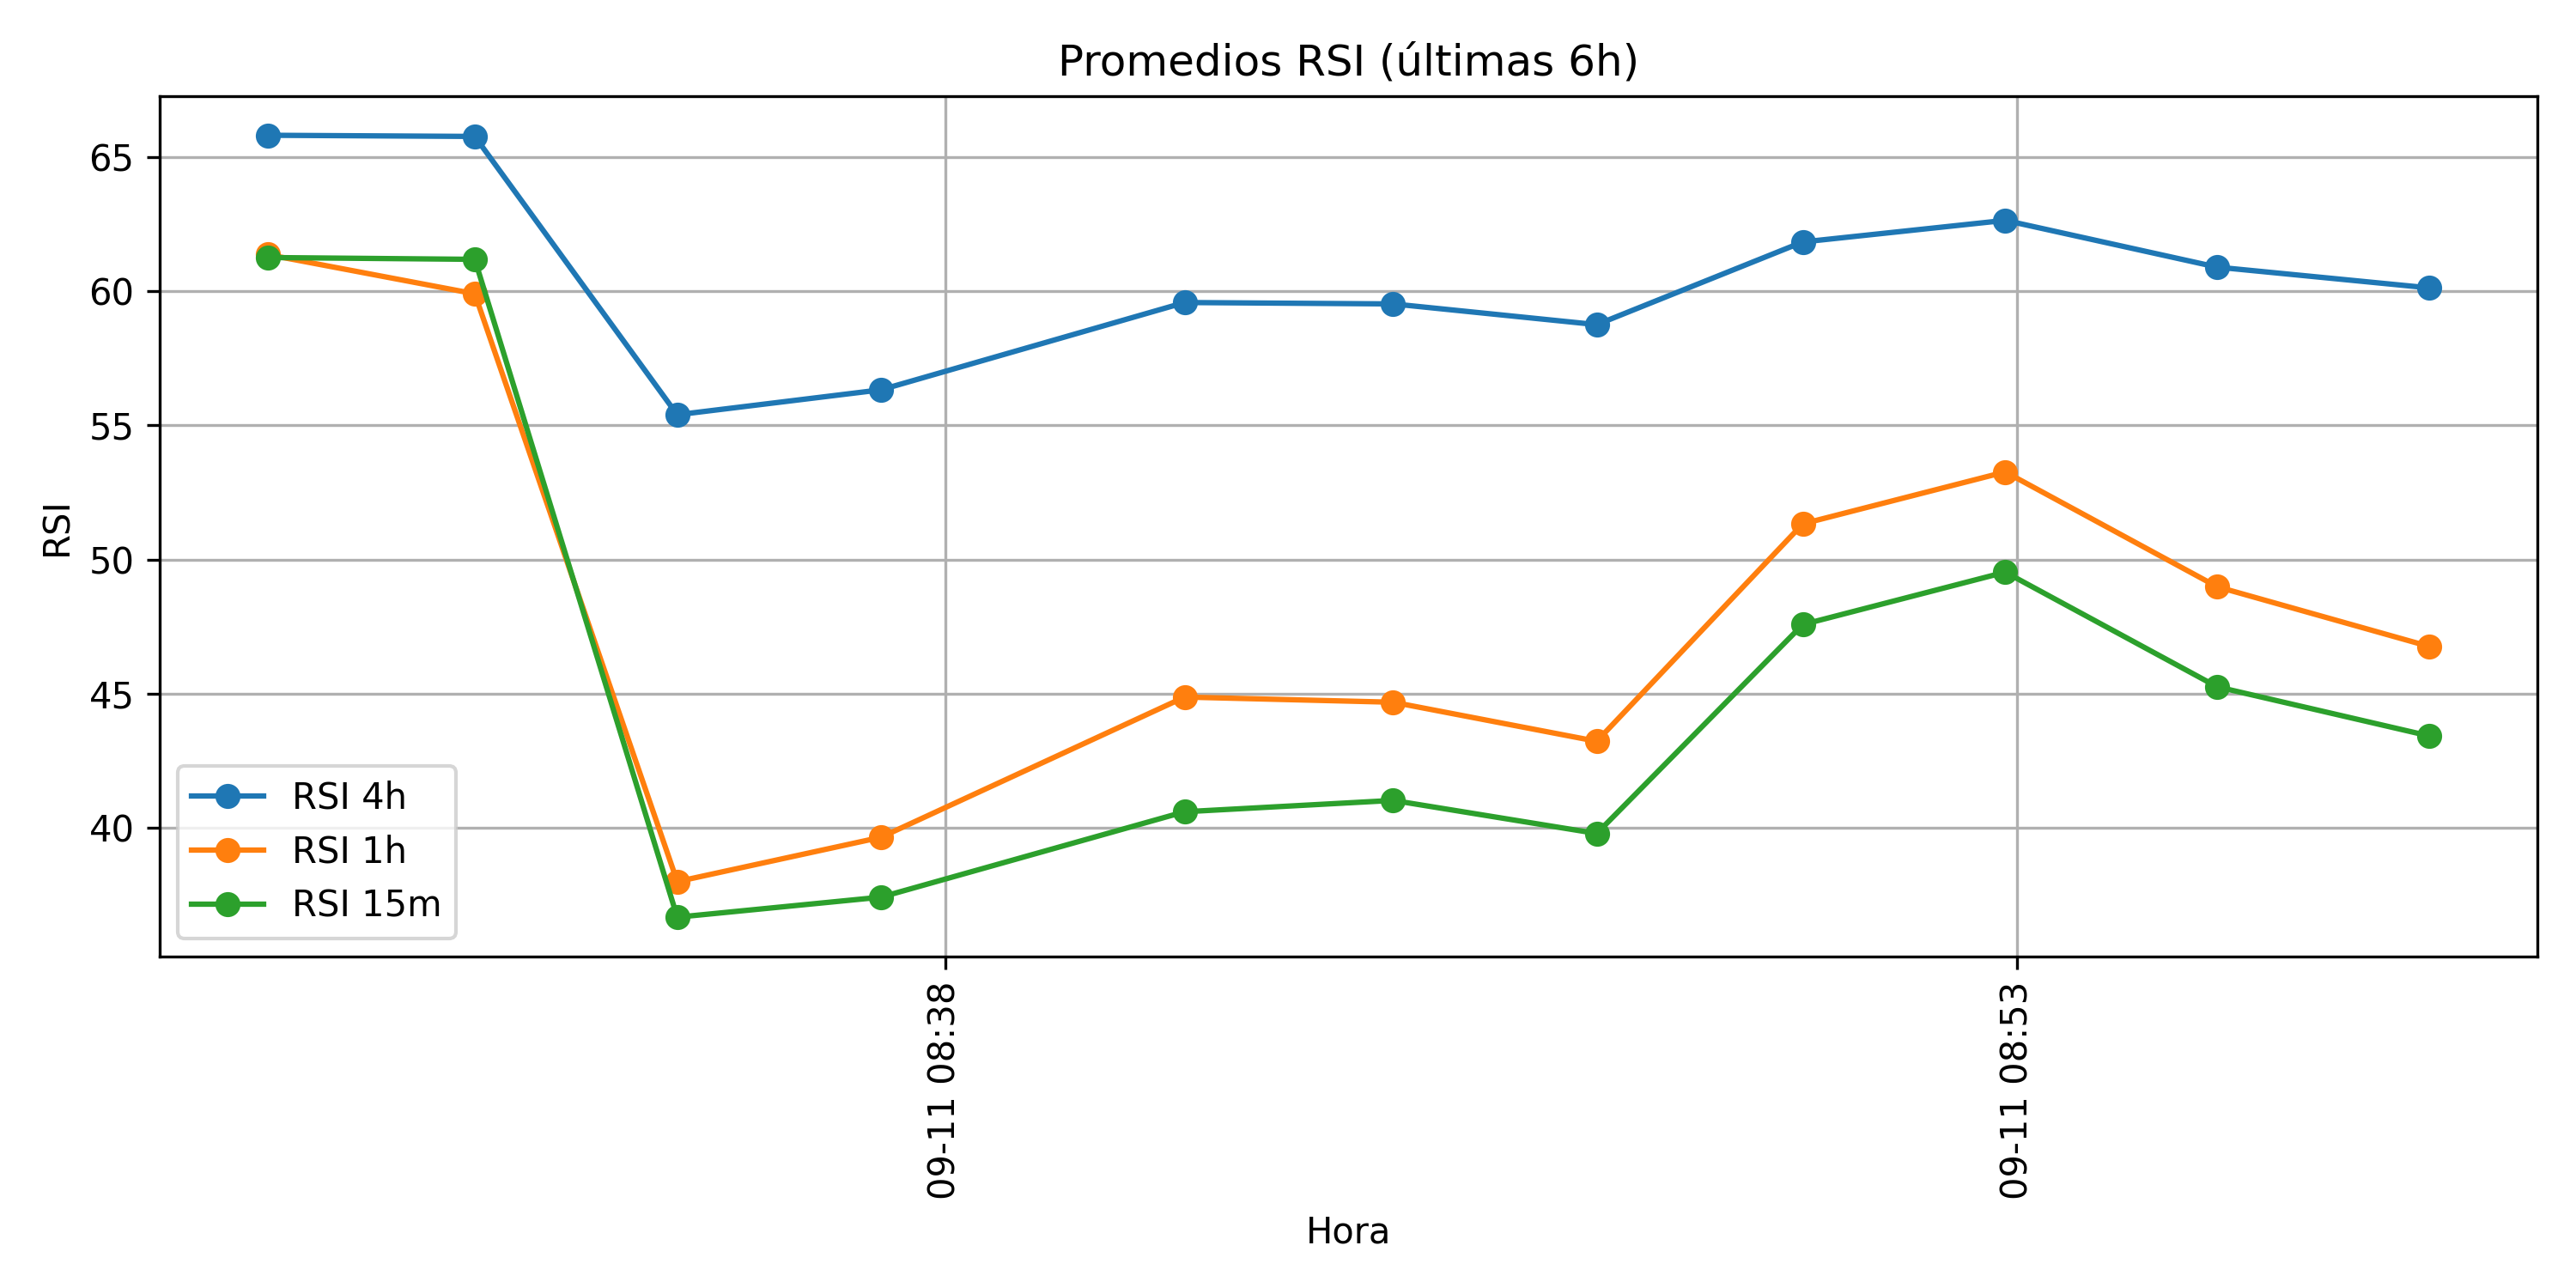 Promedios RSI (últimas 6h)
RSI
65
60
55
50
45
40
RSI 4h
RSI 1h
RSI 15m
09-11 08:38
09-11 08:53
Hora